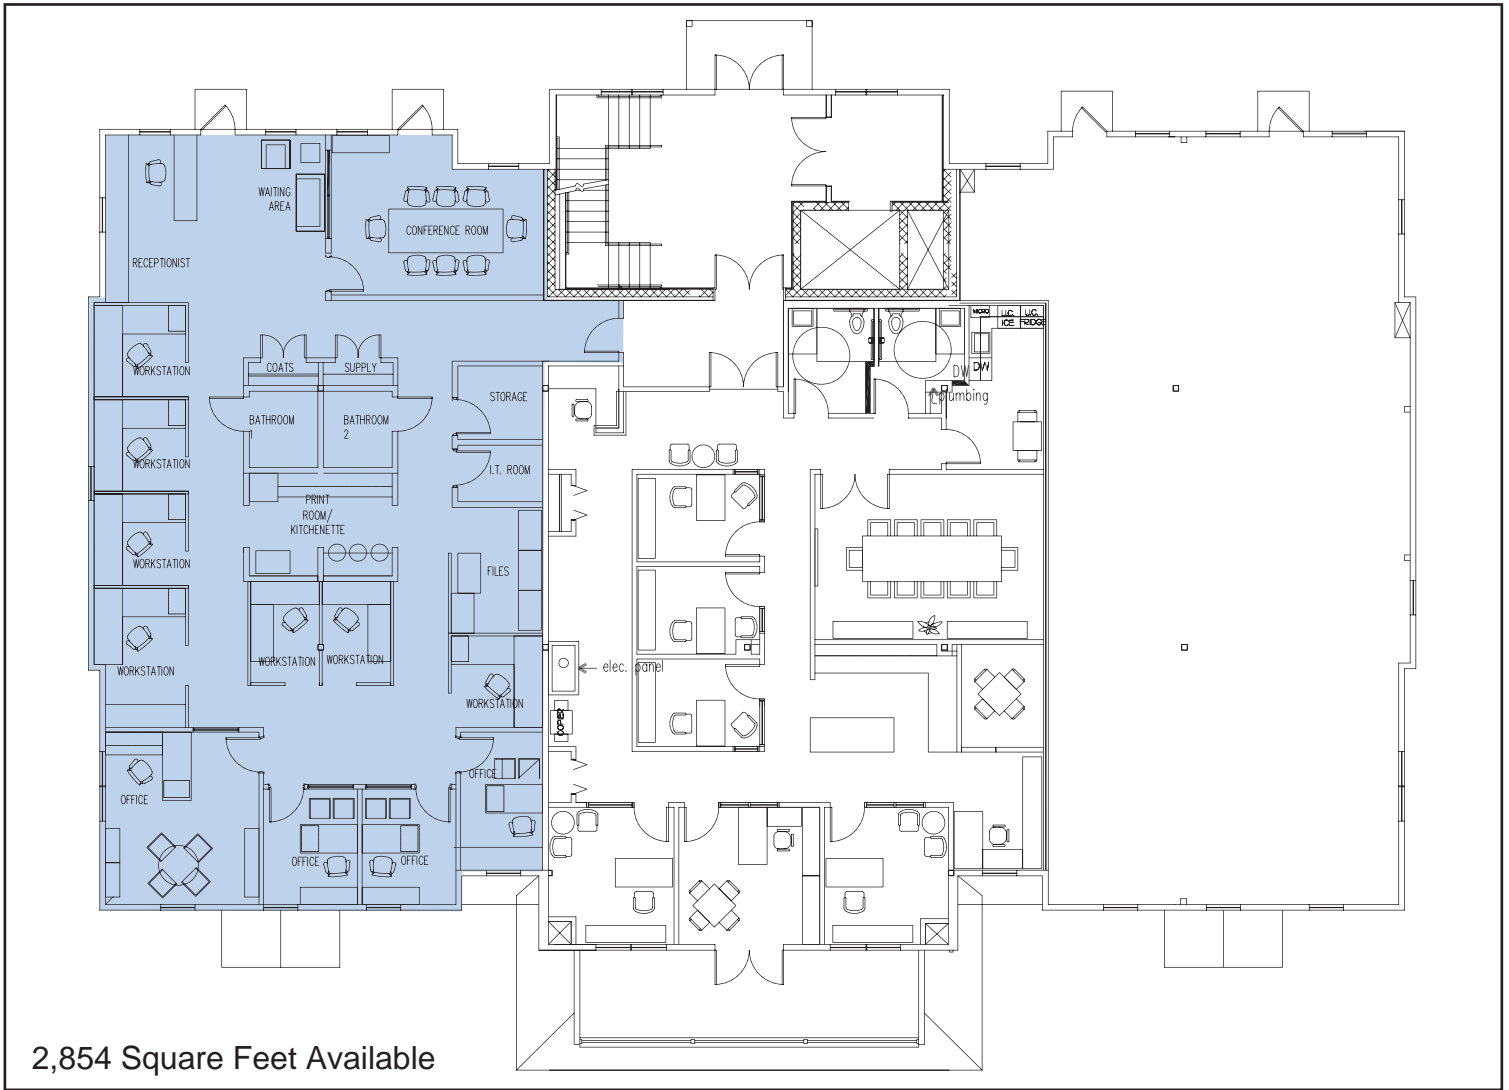 WAITING
AREA
CONFERENCE ROOM
RECEPTIONIST
MICRO
U.C.
ICE
U.C.
FRIDGE
WORKSTATION
COATS
SUPPLY
DW
DW
plumbing
STORAGE
BATHROOM
1
BATHROOM
2
WORKSTATION
I.T. ROOM
PRINT
ROOM/
KITCHENETTE
WORKSTATION
FILES
WORKSTATION
WORKSTATION
WORKSTATION
elec. panel
WORKSTATION
COPIER
OFFICE
OFFICE
OFFICE
OFFICE
2,854 Square Feet Available